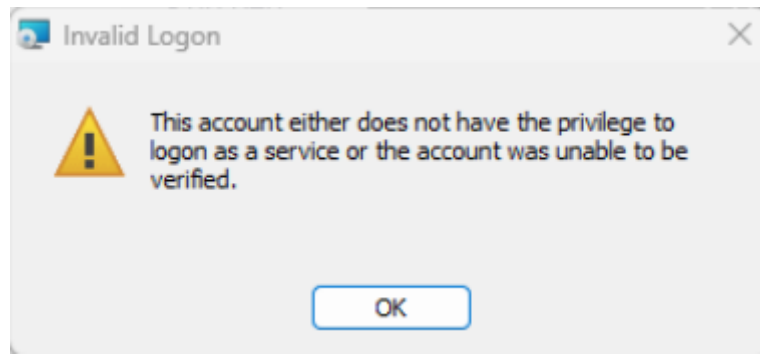 Invalid Logon
This account either does not have the privilege to
logon as a service or the account was unable to be
verified.
OK